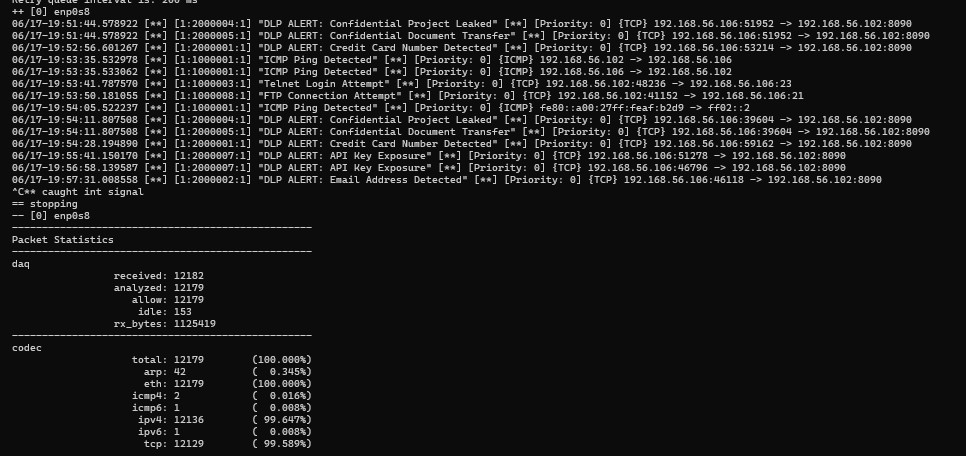 Retry queue interval is: 200 ms
++ [0] enp0s8
06/17-19:51:44.578922 [**] [1:2000004:1] "DLP ALERT: Confidential Project Leaked" [**] [Priority: 0] {TCP} 192.168.56.106:51952 -> 192.168.56.102:8090
06/17-19:51:44.578922 [**] [1:2000005:1] "DLP ALERT: Confidential Document Transfer" [**] [Priority: 0] {TCP} 192.168.56.106:51952 -> 192.168.56.102:8090
06/17-19:52:56.601267 [**] [1:2000001:1] "DLP ALERT: Credit Card Number Detected" [**] [Priority: 0] {TCP} 192.168.56.106:53214 -> 192.168.56.102:8090
06/17-19:53:35.532978 [**] [1:1000001:1] "ICMP Ping Detected" [**] [Priority: 0] {ICMP} 192.168.56.102 -> 192.168.56.106
06/17-19:53:35.533062 [**] [1:1000001:1] "ICMP Ping Detected" [**] [Priority: 0] {ICMP} 192.168.56.106 -> 192.168.56.102
06/17-19:53:41.787570 [**] [1:1000003:1] "Telnet Login Attempt" [**] [Priority: 0] {TCP} 192.168.56.102:48236 -> 192.168.56.106:23
06/17-19:53:50.181055 [**] [1:1000008:1] "FTP Connection Attempt" [**] [Priority: 0] {TCP} 192.168.56.102:41152 -> 192.168.56.106:21
06/17-19:54:05.522237 [**] [1:1000001:1] "ICMP Ping Detected" [**] [Priority: 0] {ICMP} fe80::a00:27ff:feaf:b2d9 -> ff02::2
06/17-19:54:11.807508 [**] [1:2000004:1] "DLP ALERT: Confidential Project Leaked" [**] [Priority: 0] {TCP} 192.168.56.106:39604 -> 192.168.56.102:8090
06/17-19:54:11.807508 [**] [1:2000005:1] "DLP ALERT: Confidential Document Transfer" [**] [Priority: 0] {TCP} 192.168.56.106:39604 -> 192.168.56.102:8090
06/17-19:54:28.194890 [**] [1:2000001:1] "DLP ALERT: Credit Card Number Detected" [**] [Priority: 0] {TCP} 192.168.56.106:59162 -> 192.168.56.102:8090
06/17-19:55:41.150170 [**] [1:2000007:1] "DLP ALERT: API Key Exposure" [**] [Priority: 0] {TCP} 192.168.56.106:51278 -> 192.168.56.102:8090
06/17-19:56:58.139587 [**] [1:2000007:1] "DLP ALERT: API Key Exposure" [**] [Priority: 0] {TCP} 192.168.56.106:46796 -> 192.168.56.102:8090
06/17-19:57:31.008558 [**] [1:2000002:1] "DLP ALERT: Email Address Detected" [**] [Priority: 0] {TCP} 192.168.56.106:46118 -> 192.168.56.102:8090
^C** caught int signal
== stopping
-- [0] enp0s8
--------------------------------------------------
Packet Statistics
--------------------------------------------------
daq
received: 12182
analyzed: 12179
allow: 12179
idle: 153
rx_bytes: 1125419
--------------------------------------------------
codec
total: 12179 (100.000%)
arp: 42 ( 0.345%)
eth: 12179 (100.000%)
icmp4: 2 ( 0.016%)
icmp6: 1 ( 0.008%)
ipv4: 12136 ( 99.647%)
ipv6: 1 ( 0.008%)
tcp: 12129 ( 99.589%)